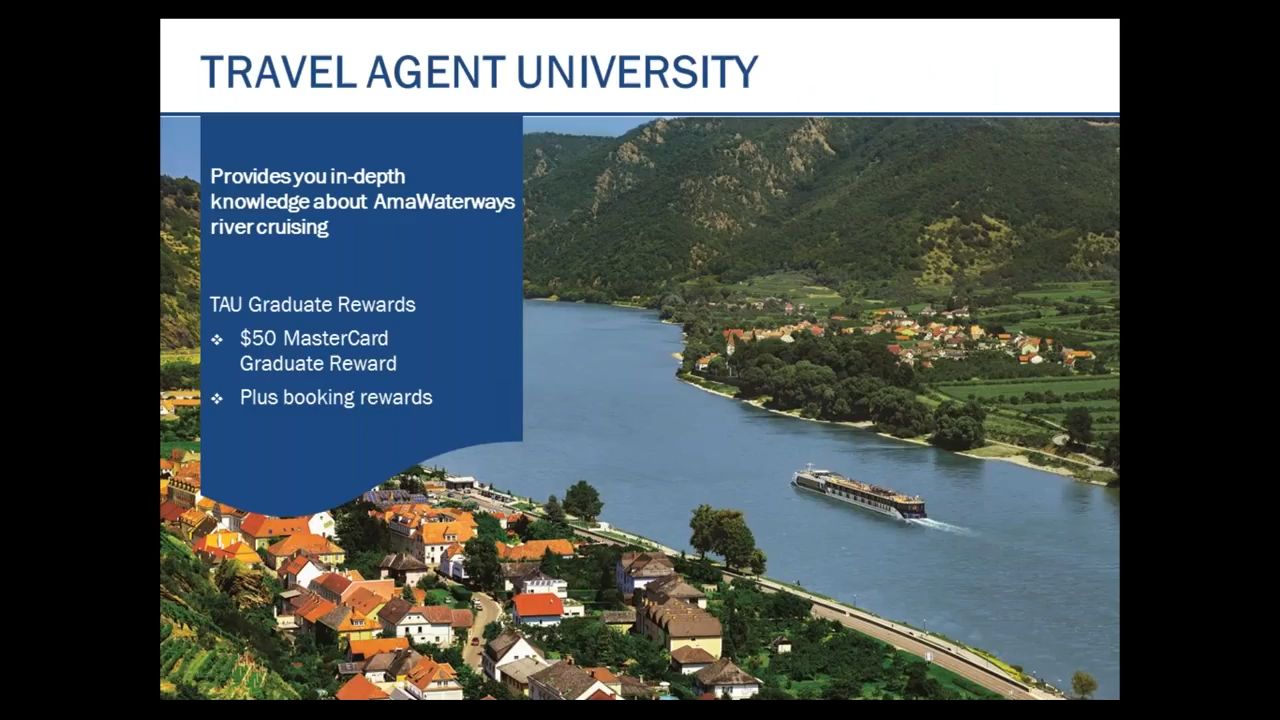 TRAVEL AGENT UNIVERSITY
Provides you in-depth
knowledge about AmaWaterways
river cruising
TAU Graduate Rewards
❖ $50 MasterCard
Graduate Reward
❖ Plus booking rewards